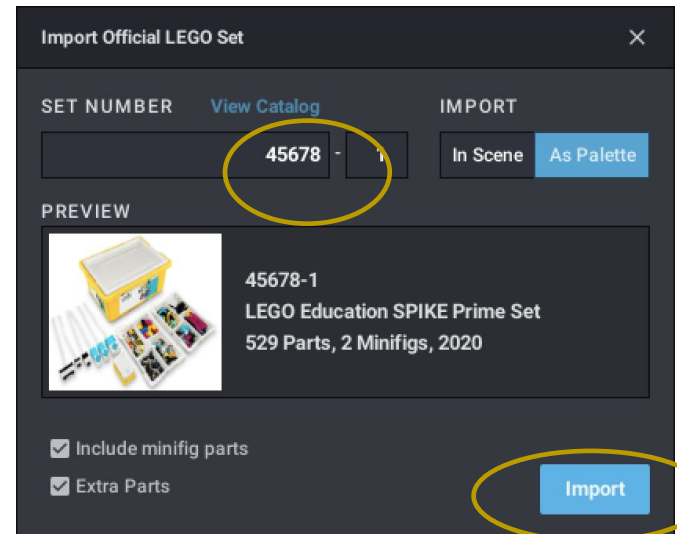 Import Official LEGO Set
SET NUMBER View Catalog IMPORT
45678 - 1 In Scene As Palette
PREVIEW
45678-1
LEGO Education SPIKE Prime Set
529 Parts, 2 Minifigs, 2020
Include minifig parts
Extra Parts
Import